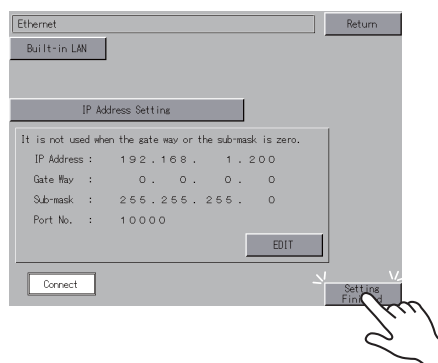 Ethernet
Return
Built-in LAN
IP Address Setting
It is not used when the gate way or the sub-mask is zero.
IP Address : 192.168. 1.200
Gate Way : 0. 0. 0. 0
Sub-mask : 255.255.255. 0
Port No. : 10000
EDIT
Connect
Setting